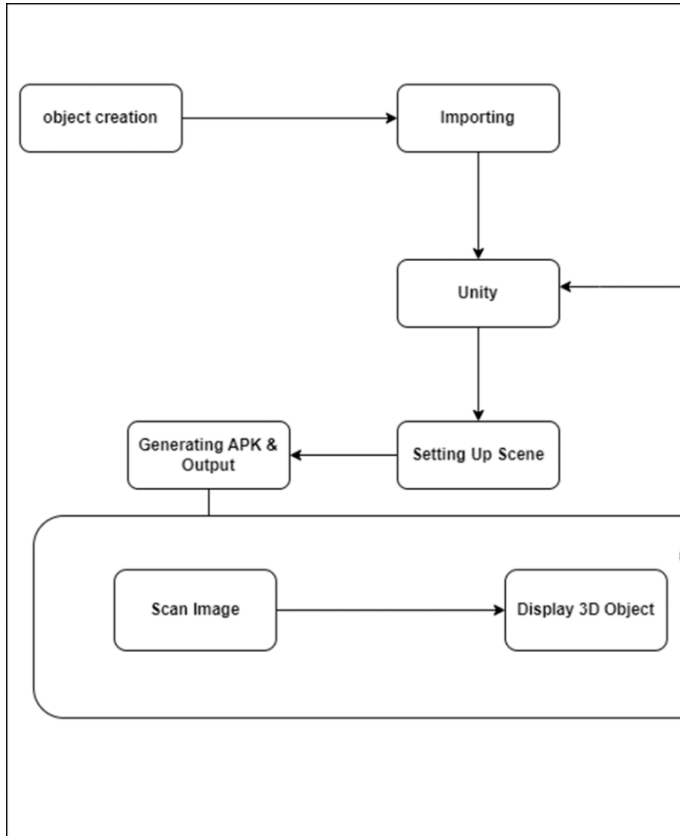 object creation
Importing
Unity
Generating APK &
Output
Setting Up Scene
Scan Image
Display 3D Object